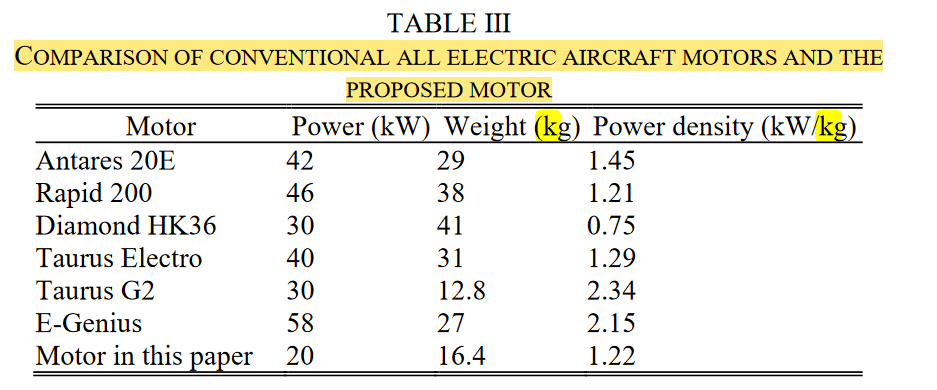 TABLE III
COMPARISON OF CONVENTIONAL ALL ELECTRIC AIRCRAFT MOTORS AND THE
PROPOSED MOTOR
Motor Power (kW) Weight (kg) Power density (kW/kg)
Antares 20E 42 29 1.45
Rapid 200 46 38 1.21
Diamond HK36 30 41 0.75
Taurus Electro 40 31 1.29
Taurus G2 30 12.8 2.34
E-Genius 58 27 2.15
Motor in this paper 20 16.4 1.22